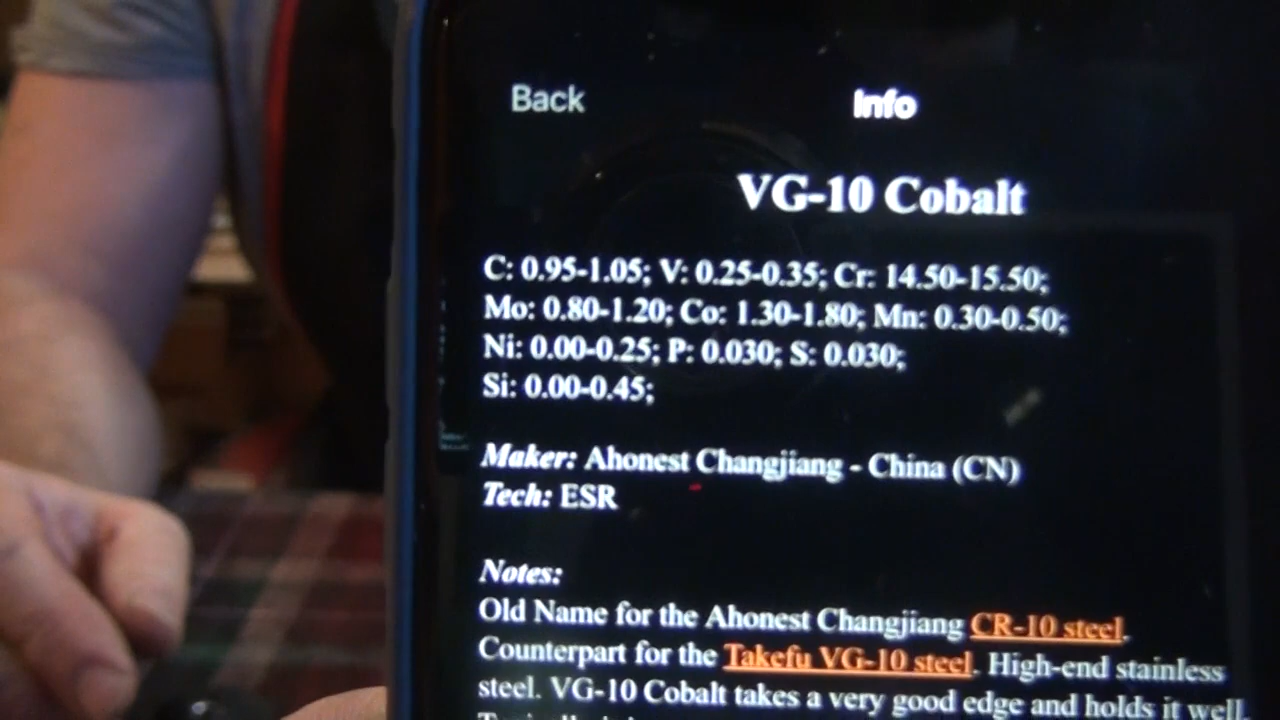 Back
Info
VG-10 Cobalt
C: 0.95-1.05; V: 0.25-0.35; Cr: 14.50-15.50;
Mo: 0.80-1.20; Co: 1.30-1.80; Mn: 0.30-0.50;
Ni: 0.00-0.25; P: 0.030; S: 0.030;
Si: 0.00-0.45;
Maker: Ahonest Changjiang - China (CN)
Tech: ESR
Notes:
Old Name for the Ahonest Changjiang CR-10 steel.
Counterpart for the Takefu VG-10 steel. High-end stainless
steel. VG-10 Cobalt takes a very good edge and holds it well.